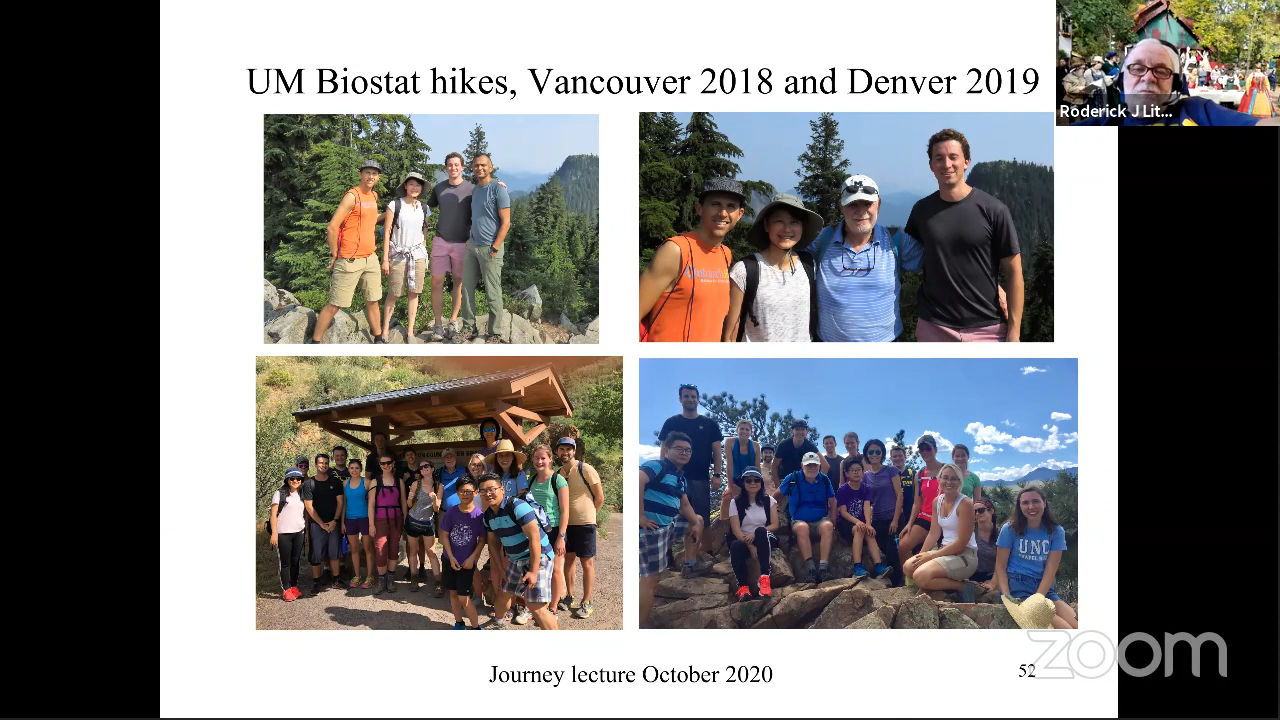 UM Biostat hikes, Vancouver 2018 and Denver 2019
Roderick J Lit...
UNC
Journey lecture October 2020
52
zoom